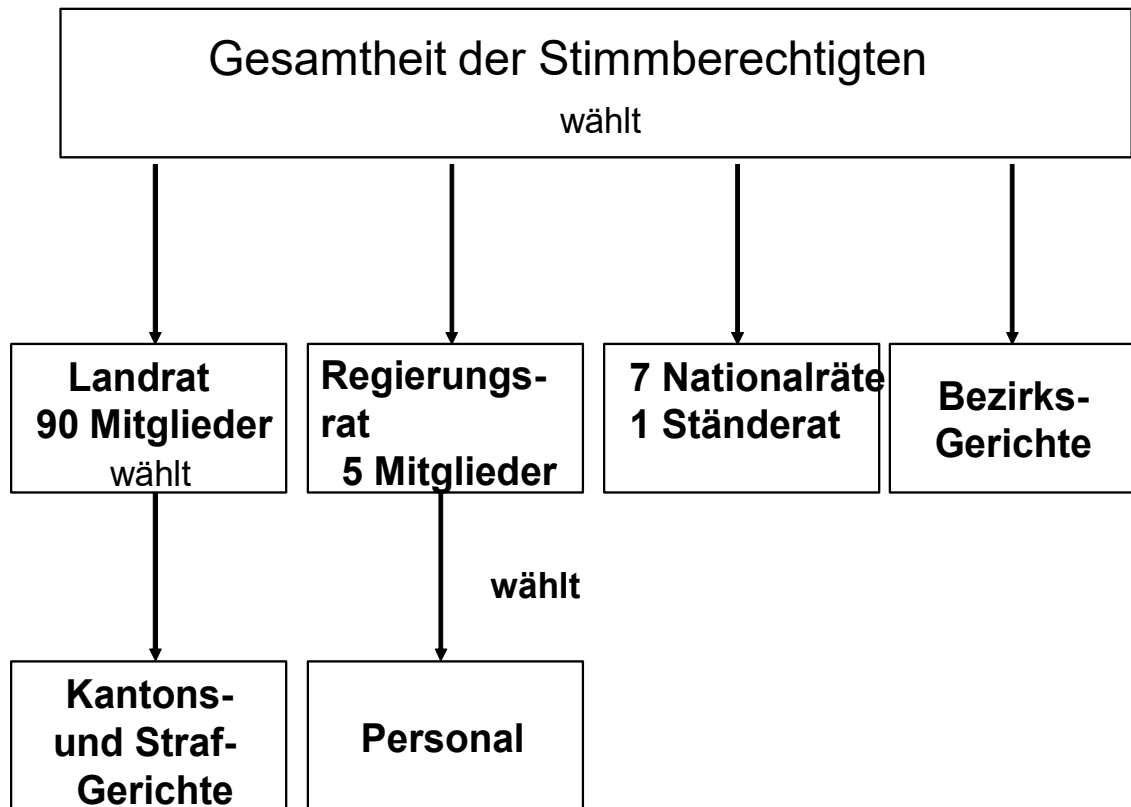 Gesamtheit der Stimmberechtigten
wählt
Landrat
90 Mitglieder
wählt
Regierungs-
rat
5 Mitglieder
7 Nationalräte
1 Ständerat
Bezirks-
Gerichte
wählt
Kantons-
und Straf-
Gerichte
Personal